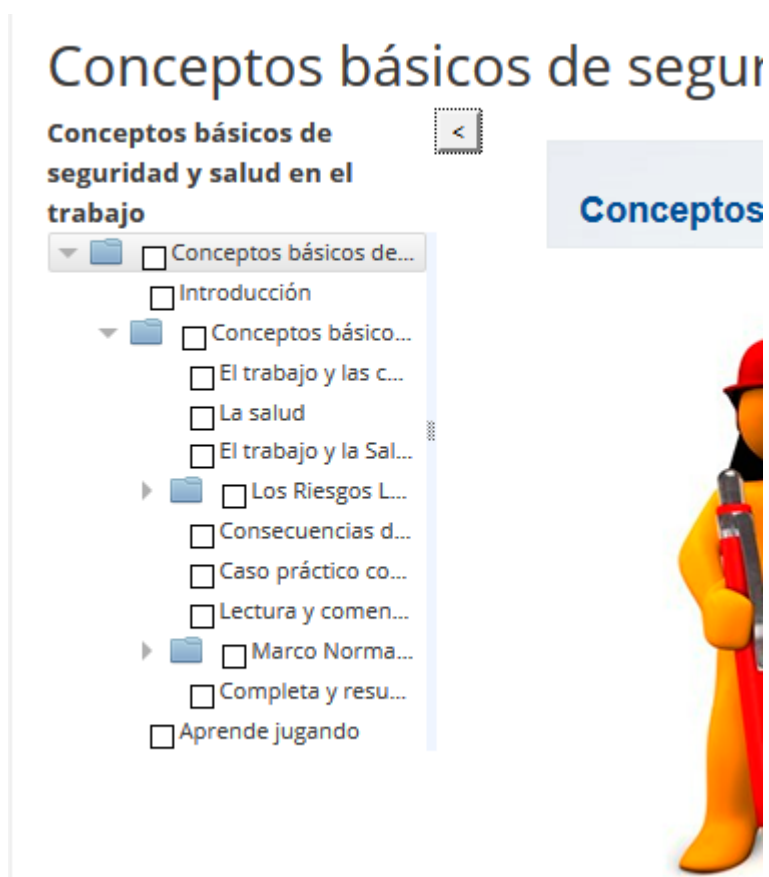 Conceptos básicos de segur
Conceptos básicos de
seguridad y salud en el
trabajo
<
Conceptos
Conceptos básicos de...
Introducción
Conceptos básico...
El trabajo y las c...
La salud
El trabajo y la Sal...
Los Riesgos L...
Consecuencias d...
Caso práctico co...
Lectura y comen...
Marco Norma...
Completa y resu...
Aprende jugando